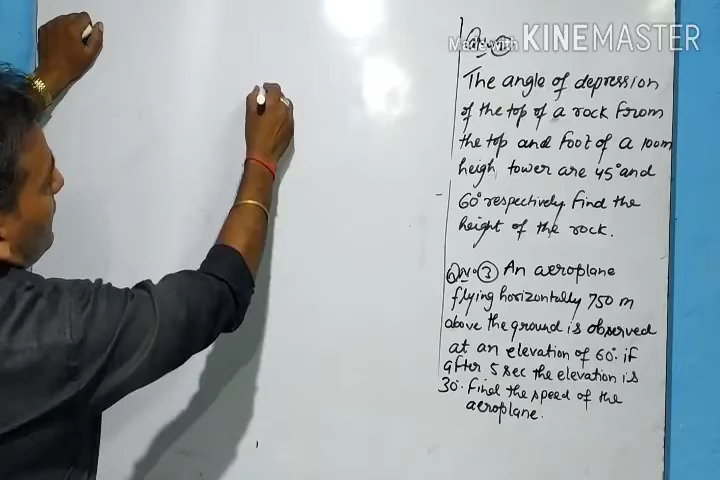 Made with KINEMASTER
The angle of depression
of the top of a rock from
the top and foot of a 100m
heigh tower are 45° and
60° respectively find the
height of the rock.
QN. 3 An aeroplane
flying horizontally 750 m
above the ground is observed
at an elevation of 60°. if
after 5 sec the elevation is
30°. find the speed of the
aeroplane.